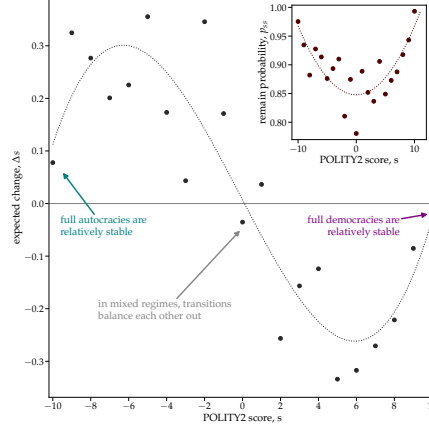 1.00
0.95
0.90
0.85
0.80
remain probability, pss
−10
0
10
POLITY2 score, s
0.3
0.2
0.1
0.0
−0.1
−0.2
−0.3
expected change, Δs
full autocracies are
relatively stable
full democracies are
relatively stable
in mixed regimes, transitions
balance each other out
−10
−8
−6
−4
−2
0
2
4
6
8
10
POLITY2 score, s